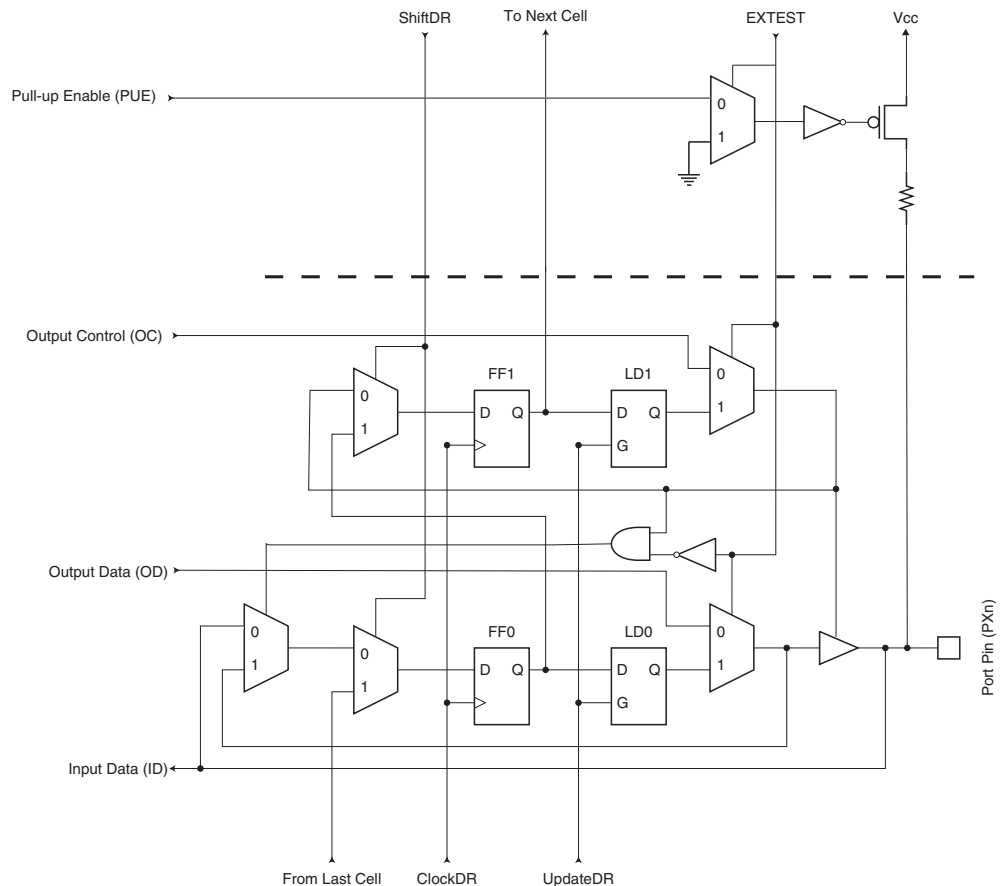 ShiftDR
To Next Cell
EXTEST
Vcc
Pull-up Enable (PUE)
0
1
Output Control (OC)
FF1
LD1
0
1
0
1
D Q
D Q
G
Output Data (OD)
FF0
LD0
0
1
0
1
0
1
D Q
D Q
G
Port Pin (PXn)
Input Data (ID)
From Last Cell
ClockDR
UpdateDR